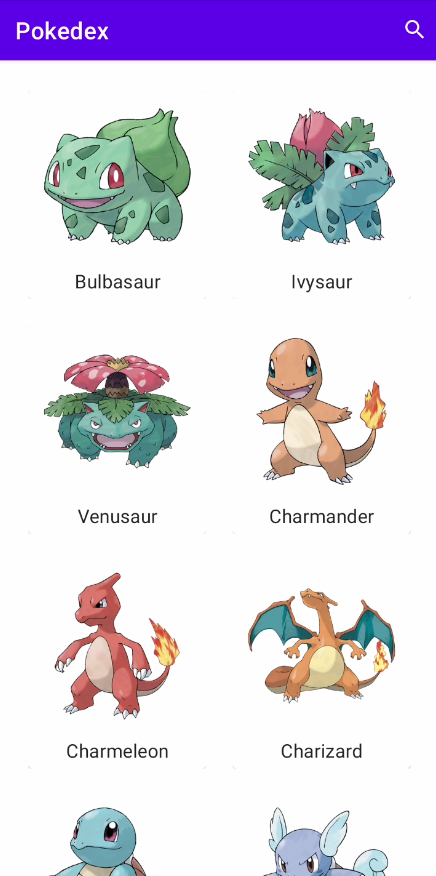 Pokedex
Bulbasaur
Ivysaur
Venusaur
Charmander
Charmeleon
Charizard